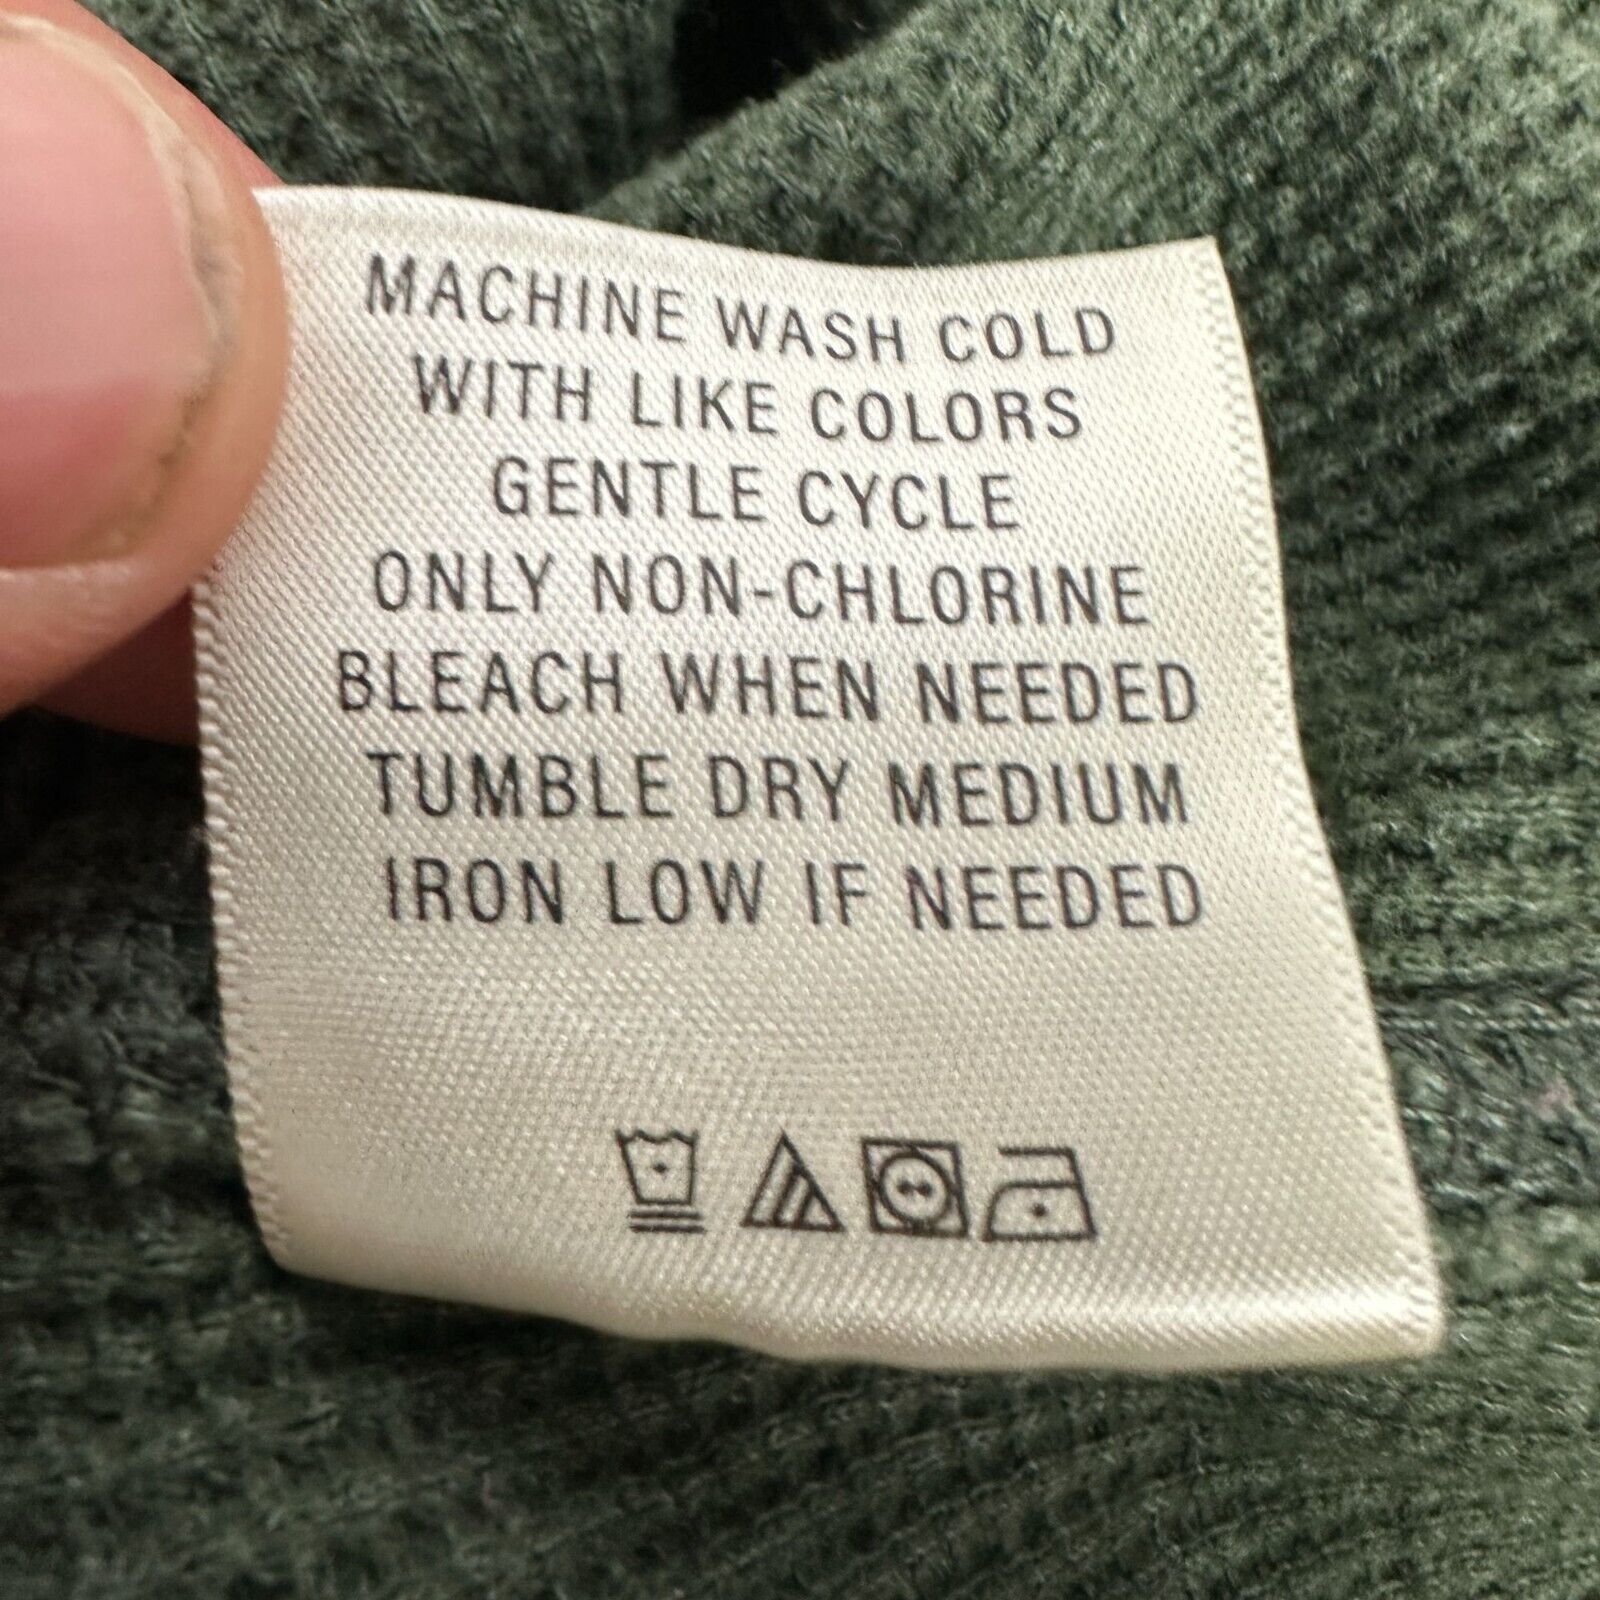 MACHINE WASH COLD
WITH LIKE COLORS
GENTLE CYCLE
ONLY NON-CHLORINE
BLEACH WHEN NEEDED
TUMBLE DRY MEDIUM
IRON LOW IF NEEDED